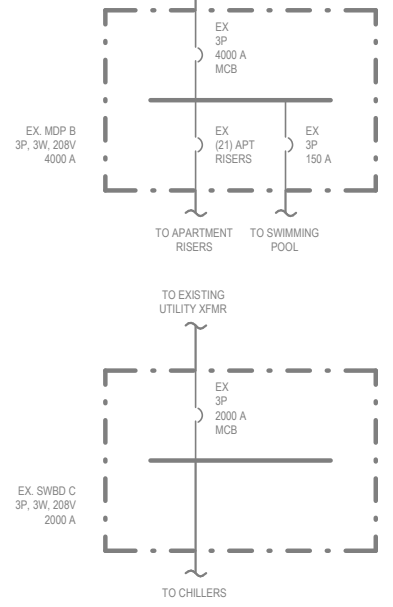 EX
3P
4000 A
MCB
EX. MDP B
3P, 3W, 208V
4000 A
EX
(21) APT
RISERS
EX
3P
150 A
TO APARTMENT
RISERS
TO SWIMMING
POOL
TO EXISTING
UTILITY XFMR
EX
3P
2000 A
MCB
EX. SWBD C
3P, 3W, 208V
2000 A
TO CHILLERS